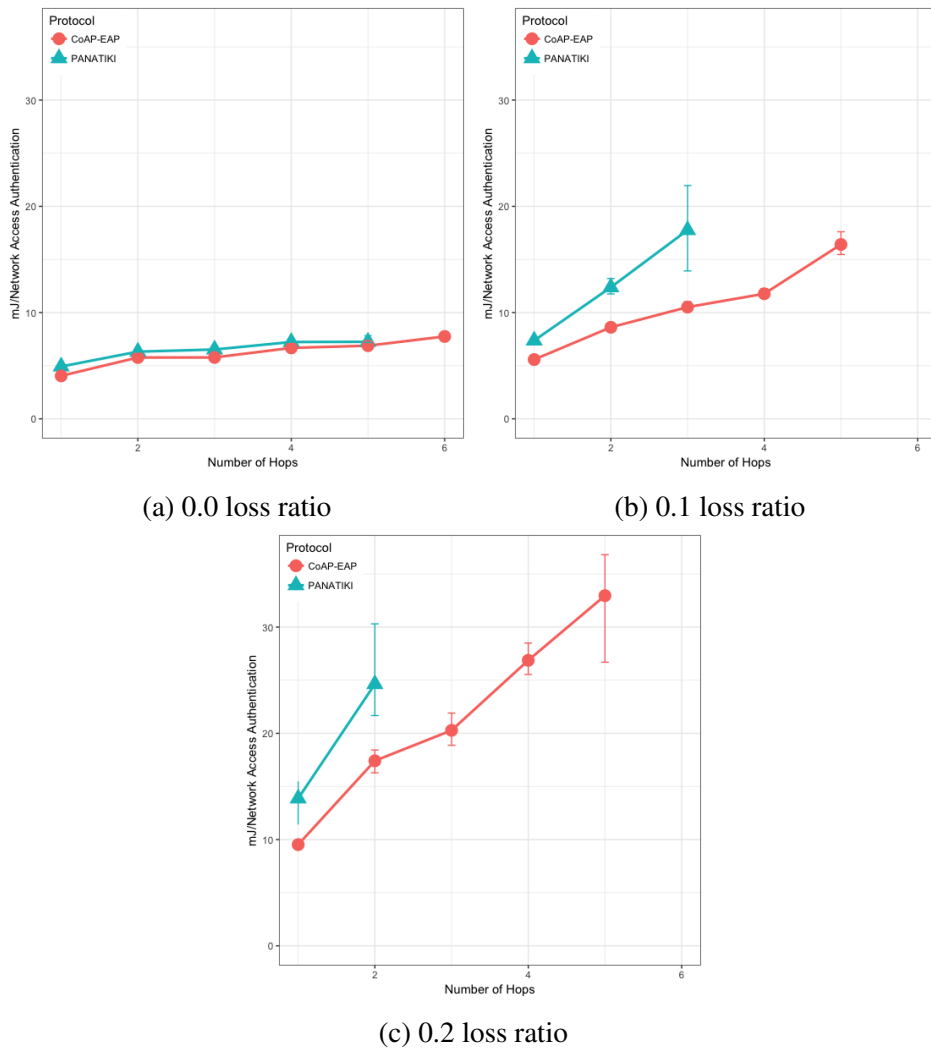 Protocol
CoAP-EAP
PANATIKI
30
20
10
0
mJ/Network Access Authentication
2
4
6
Number of Hops
(a) 0.0 loss ratio
Protocol
CoAP-EAP
PANATIKI
30
20
10
0
mJ/Network Access Authentication
2
4
6
Number of Hops
(b) 0.1 loss ratio
Protocol
CoAP-EAP
PANATIKI
30
20
10
0
mJ/Network Access Authentication
2
4
6
Number of Hops
(c) 0.2 loss ratio